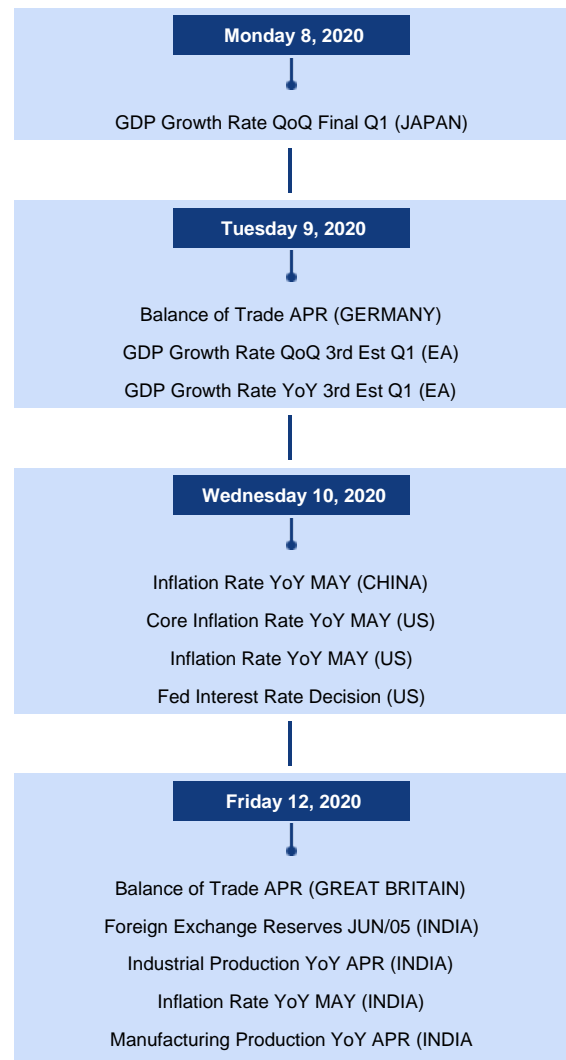 Monday 8, 2020
GDP Growth Rate QoQ Final Q1 (JAPAN)
Tuesday 9, 2020
Balance of Trade APR (GERMANY)
GDP Growth Rate QoQ 3rd Est Q1 (EA)
GDP Growth Rate YoY 3rd Est Q1 (EA)
Wednesday 10, 2020
Inflation Rate YoY MAY (CHINA)
Core Inflation Rate YoY MAY (US)
Inflation Rate YoY MAY (US)
Fed Interest Rate Decision (US)
Friday 12, 2020
Balance of Trade APR (GREAT BRITAIN)
Foreign Exchange Reserves JUN/05 (INDIA)
Industrial Production YoY APR (INDIA)
Inflation Rate YoY MAY (INDIA)
Manufacturing Production YoY APR (INDIA